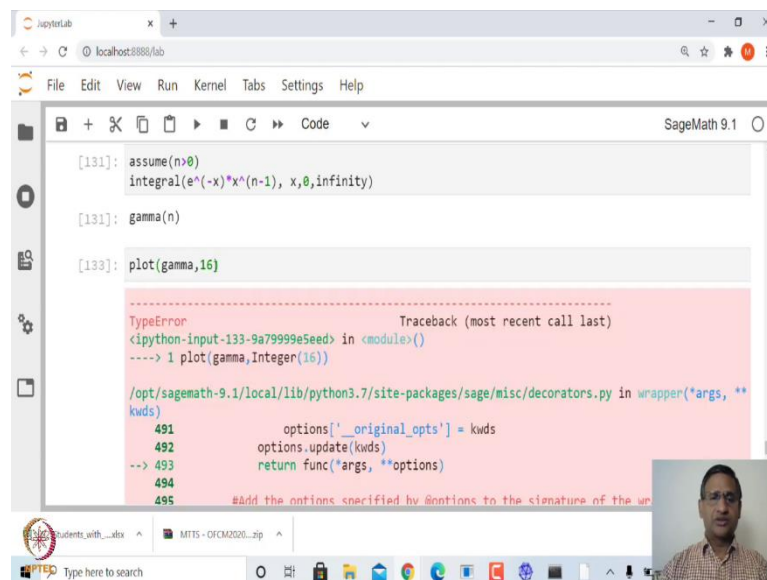 JupyterLab
localhost:8888/lab
M
File Edit View Run Kernel Tabs Settings Help
Code SageMath 9.1
[131]: assume(n>0)
integral(e^(-x)*x^(n-1), x,0,infinity)
[131]: gamma(n)
[133]: plot(gamma,16)
---------------------------------------------------------------------------
TypeError Traceback (most recent call last)
<ipython-input-133-9a79999e5eed> in <module>()
----> 1 plot(gamma,Integer(16))
/opt/sagemath-9.1/local/lib/python3.7/site-packages/sage/misc/decorators.py in wrapper(*args, **
kwds)
491 options['__original_opts'] = kwds
492 options.update(kwds)
--> 493 return func(*args, **options)
494
495 #Add the options specified by @options to the signature of the
Students_with_....xlsx MTTS - OFCM2020....zip
NPTEL Type here to search